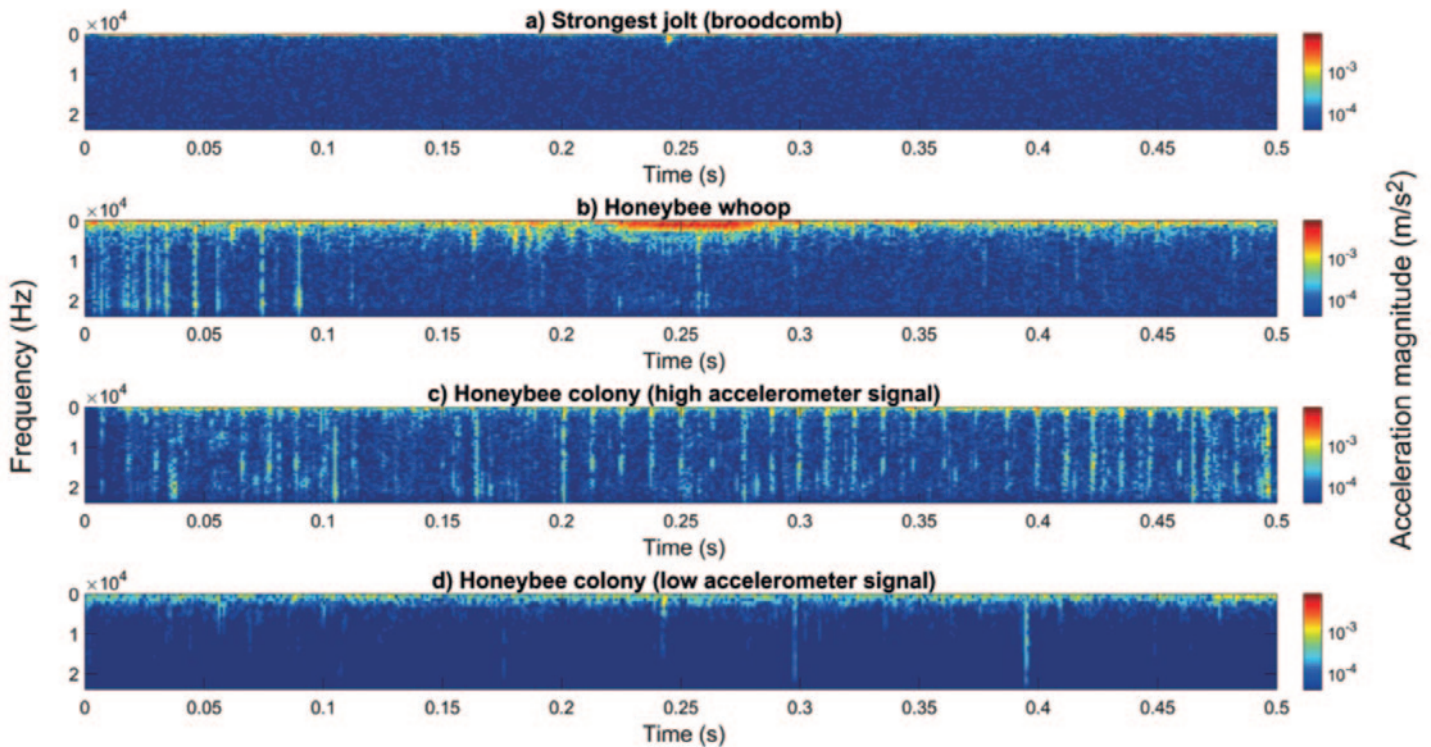 a) Strongest jolt (broodcomb)
×10⁴
0
1
2
0 0.05 0.1 0.15 0.2 0.25 0.3 0.35 0.4 0.45 0.5
Time (s)
10⁻³
10⁻⁴
b) Honeybee whoop
×10⁴
0
1
2
0 0.05 0.1 0.15 0.2 0.25 0.3 0.35 0.4 0.45 0.5
Time (s)
10⁻³
10⁻⁴
c) Honeybee colony (high accelerometer signal)
×10⁴
0
1
2
0 0.05 0.1 0.15 0.2 0.25 0.3 0.35 0.4 0.45 0.5
Time (s)
10⁻³
10⁻⁴
d) Honeybee colony (low accelerometer signal)
×10⁴
0
1
2
0 0.05 0.1 0.15 0.2 0.25 0.3 0.35 0.4 0.45 0.5
Time (s)
10⁻³
10⁻⁴
Frequency (Hz)
Acceleration magnitude (m/s²)